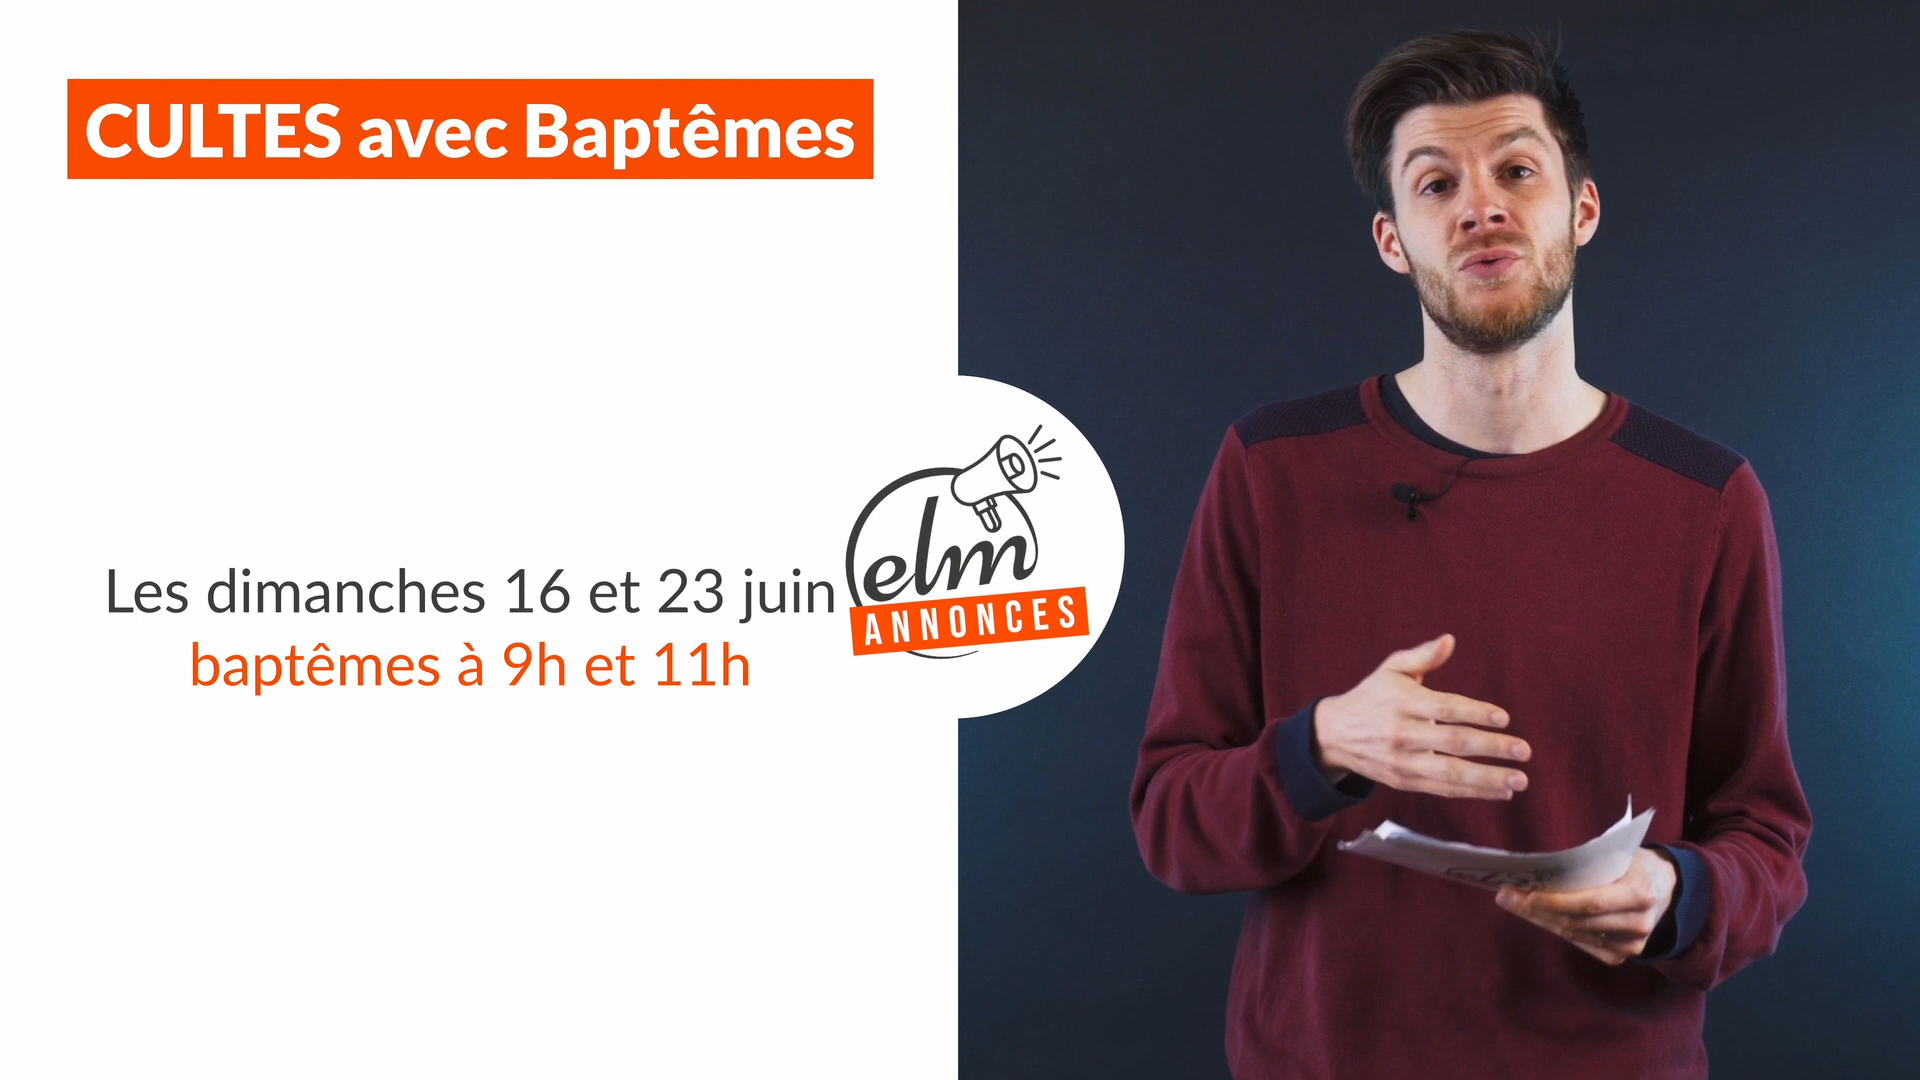 CULTES avec Baptêmes
Les dimanches 16 et 23 juin
baptêmes à 9h et 11h
elm
ANNONCES